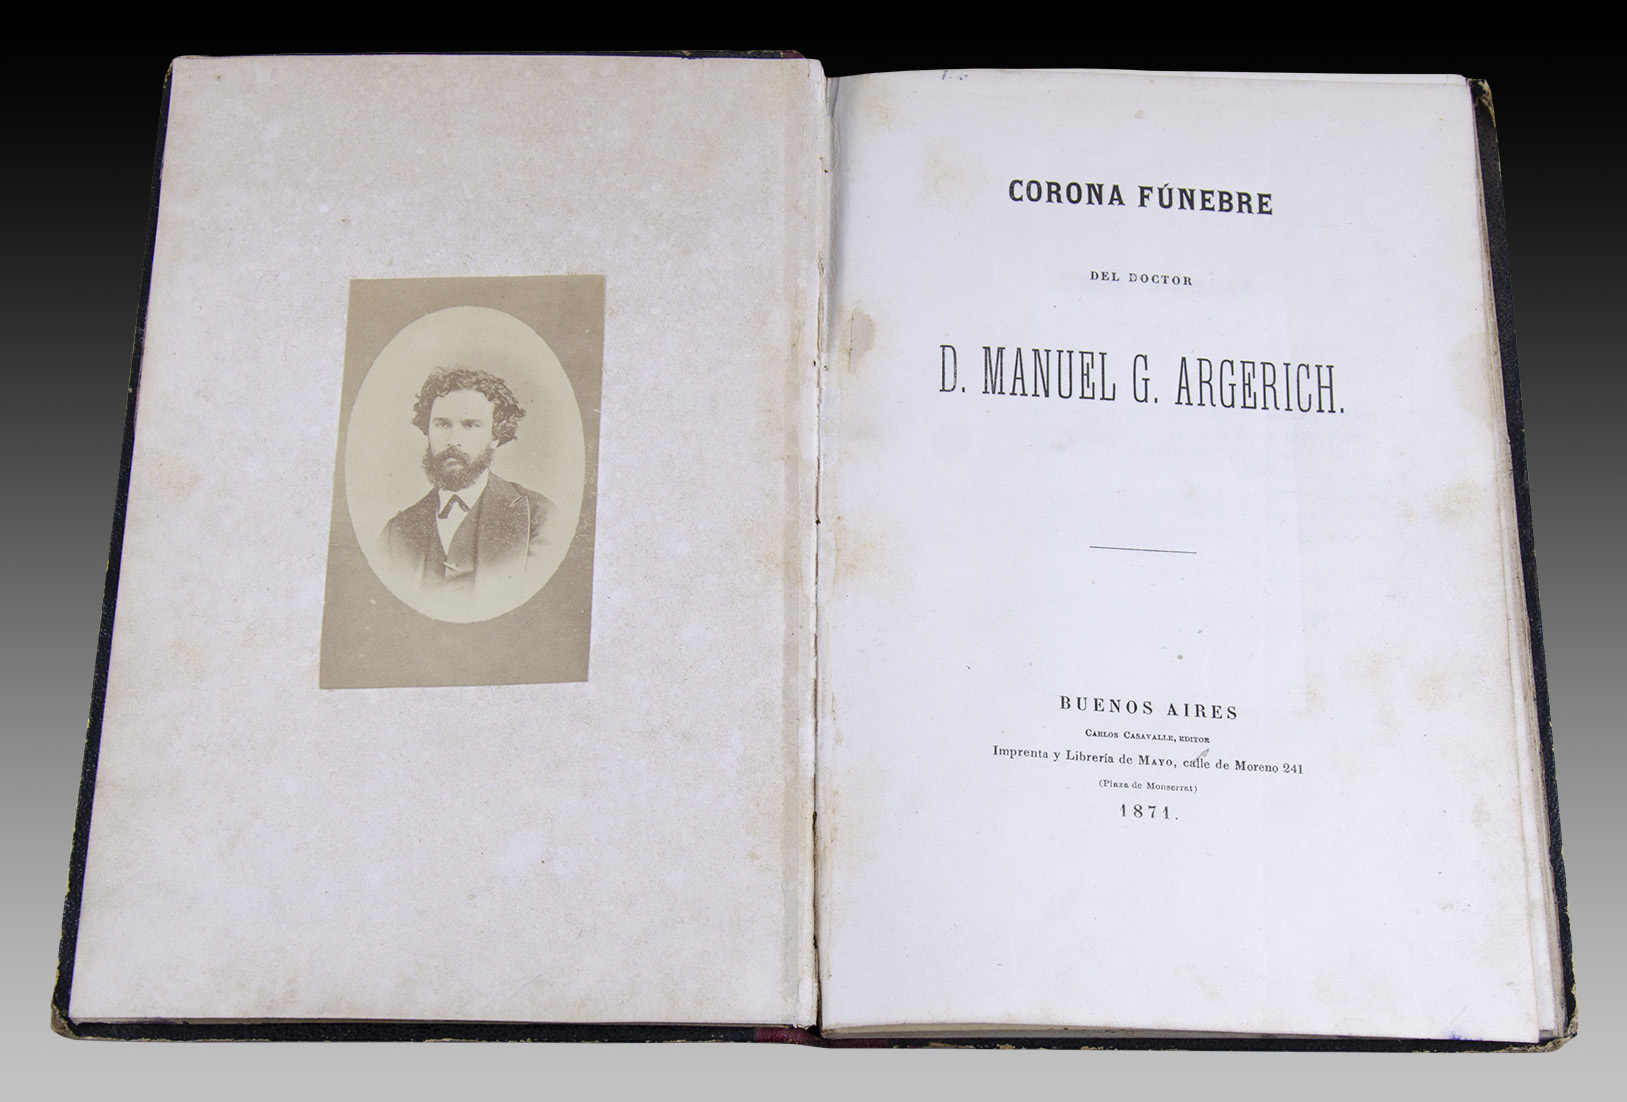 CORONA FÚNEBRE
DEL DOCTOR
D. MANUEL G. ARGERICH.
BUENOS AIRES
CARLOS CASAVALLE, EDITOR
Imprenta y Librería de MAYO, calle de Moreno 241
(Plaza de Monserrat)
1871.